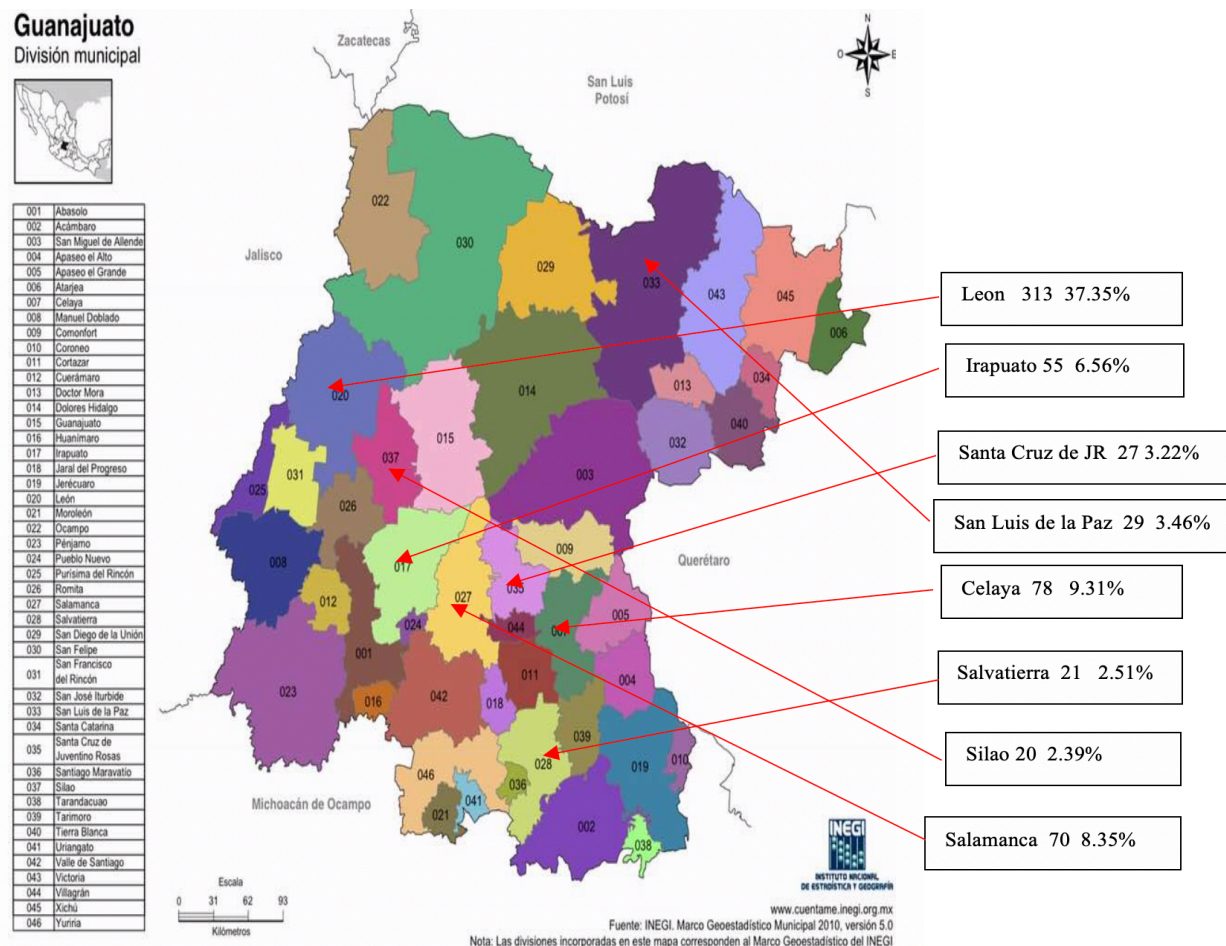 Guanajuato
División municipal
Zacatecas
San Luis
Potosí
Jalisco
Querétaro
Michoacán de Ocampo
N
O
E
S
001 Abasolo
002 Acámbaro
003 San Miguel de Allende
004 Apaseo el Alto
005 Apaseo el Grande
006 Atarjea
007 Celaya
008 Manuel Doblado
009 Comonfort
010 Coroneo
011 Cortazar
012 Cuerámaro
013 Doctor Mora
014 Dolores Hidalgo
015 Guanajuato
016 Huanímaro
017 Irapuato
018 Jaral del Progreso
019 Jerécuaro
020 León
021 Moroleón
022 Ocampo
023 Pénjamo
024 Pueblo Nuevo
025 Purísima del Rincón
026 Romita
027 Salamanca
028 Salvatierra
029 San Diego de la Unión
030 San Felipe
031 San Francisco
del Rincón
032 San José Iturbide
033 San Luis de la Paz
034 Santa Catarina
035 Santa Cruz de
Juventino Rosas
036 Santiago Maravatío
037 Silao
038 Tarandacuao
039 Tarimoro
040 Tierra Blanca
041 Uriangato
042 Valle de Santiago
043 Victoria
044 Villagrán
045 Xichú
046 Yuriria
022
030
029
033
043
045
006
020
015
014
013
034
037
003
032
040
031
025
026
008
017
027
035
009
005
012
024
044
007
001
011
004
023
016
042
018
039
028
019
010
046
036
021
041
002
038
Leon 313 37.35%
Irapuato 55 6.56%
Santa Cruz de JR 27 3.22%
San Luis de la Paz 29 3.46%
Celaya 78 9.31%
Salvatierra 21 2.51%
Silao 20 2.39%
Salamanca 70 8.35%
Escala
0 31 62 93
Kilómetros
INEGI
INSTITUTO NACIONAL
DE ESTADÍSTICA Y GEOGRAFÍA
www.cuentame.inegi.org.mx
Fuente: INEGI. Marco Geoestadístico Municipal 2010, versión 5.0
Nota: Las divisiones incorporadas en este mapa corresponden al Marco Geoestadístico del INEGI